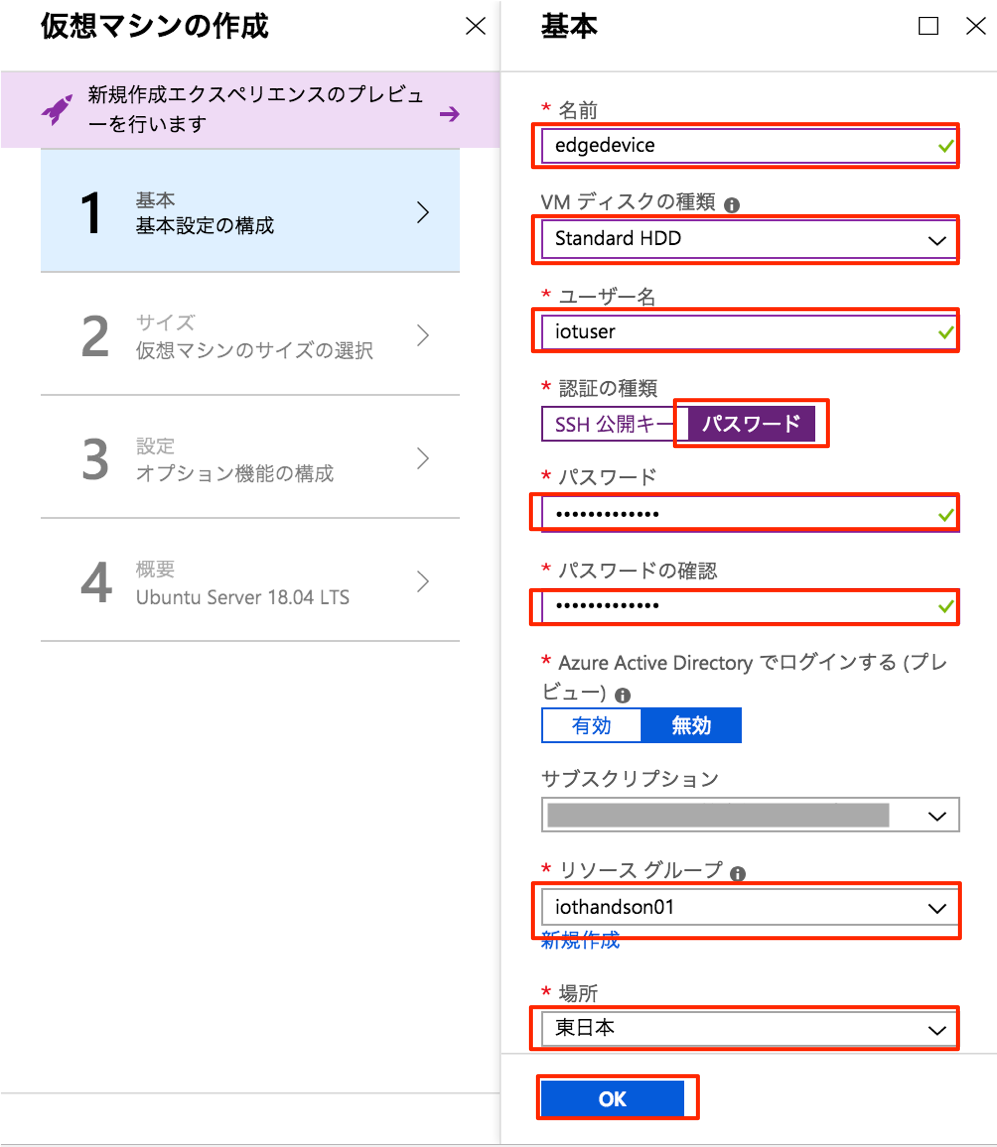 仮想マシンの作成
新規作成エクスペリエンスのプレビュ
ーを行います
1
基本
基本設定の構成
2
サイズ
仮想マシンのサイズの選択
3
設定
オプション機能の構成
4
概要
Ubuntu Server 18.04 LTS
基本
* 名前
edgedevice
VM ディスクの種類
Standard HDD
* ユーザー名
iotuser
* 認証の種類
SSH 公開キー パスワード
* パスワード
•••••••••••••
* パスワードの確認
•••••••••••••
* Azure Active Directory でログインする (プレ
ビュー)
有効 無効
サブスクリプション
* リソース グループ
iothandson01
新規作成
* 場所
東日本
OK